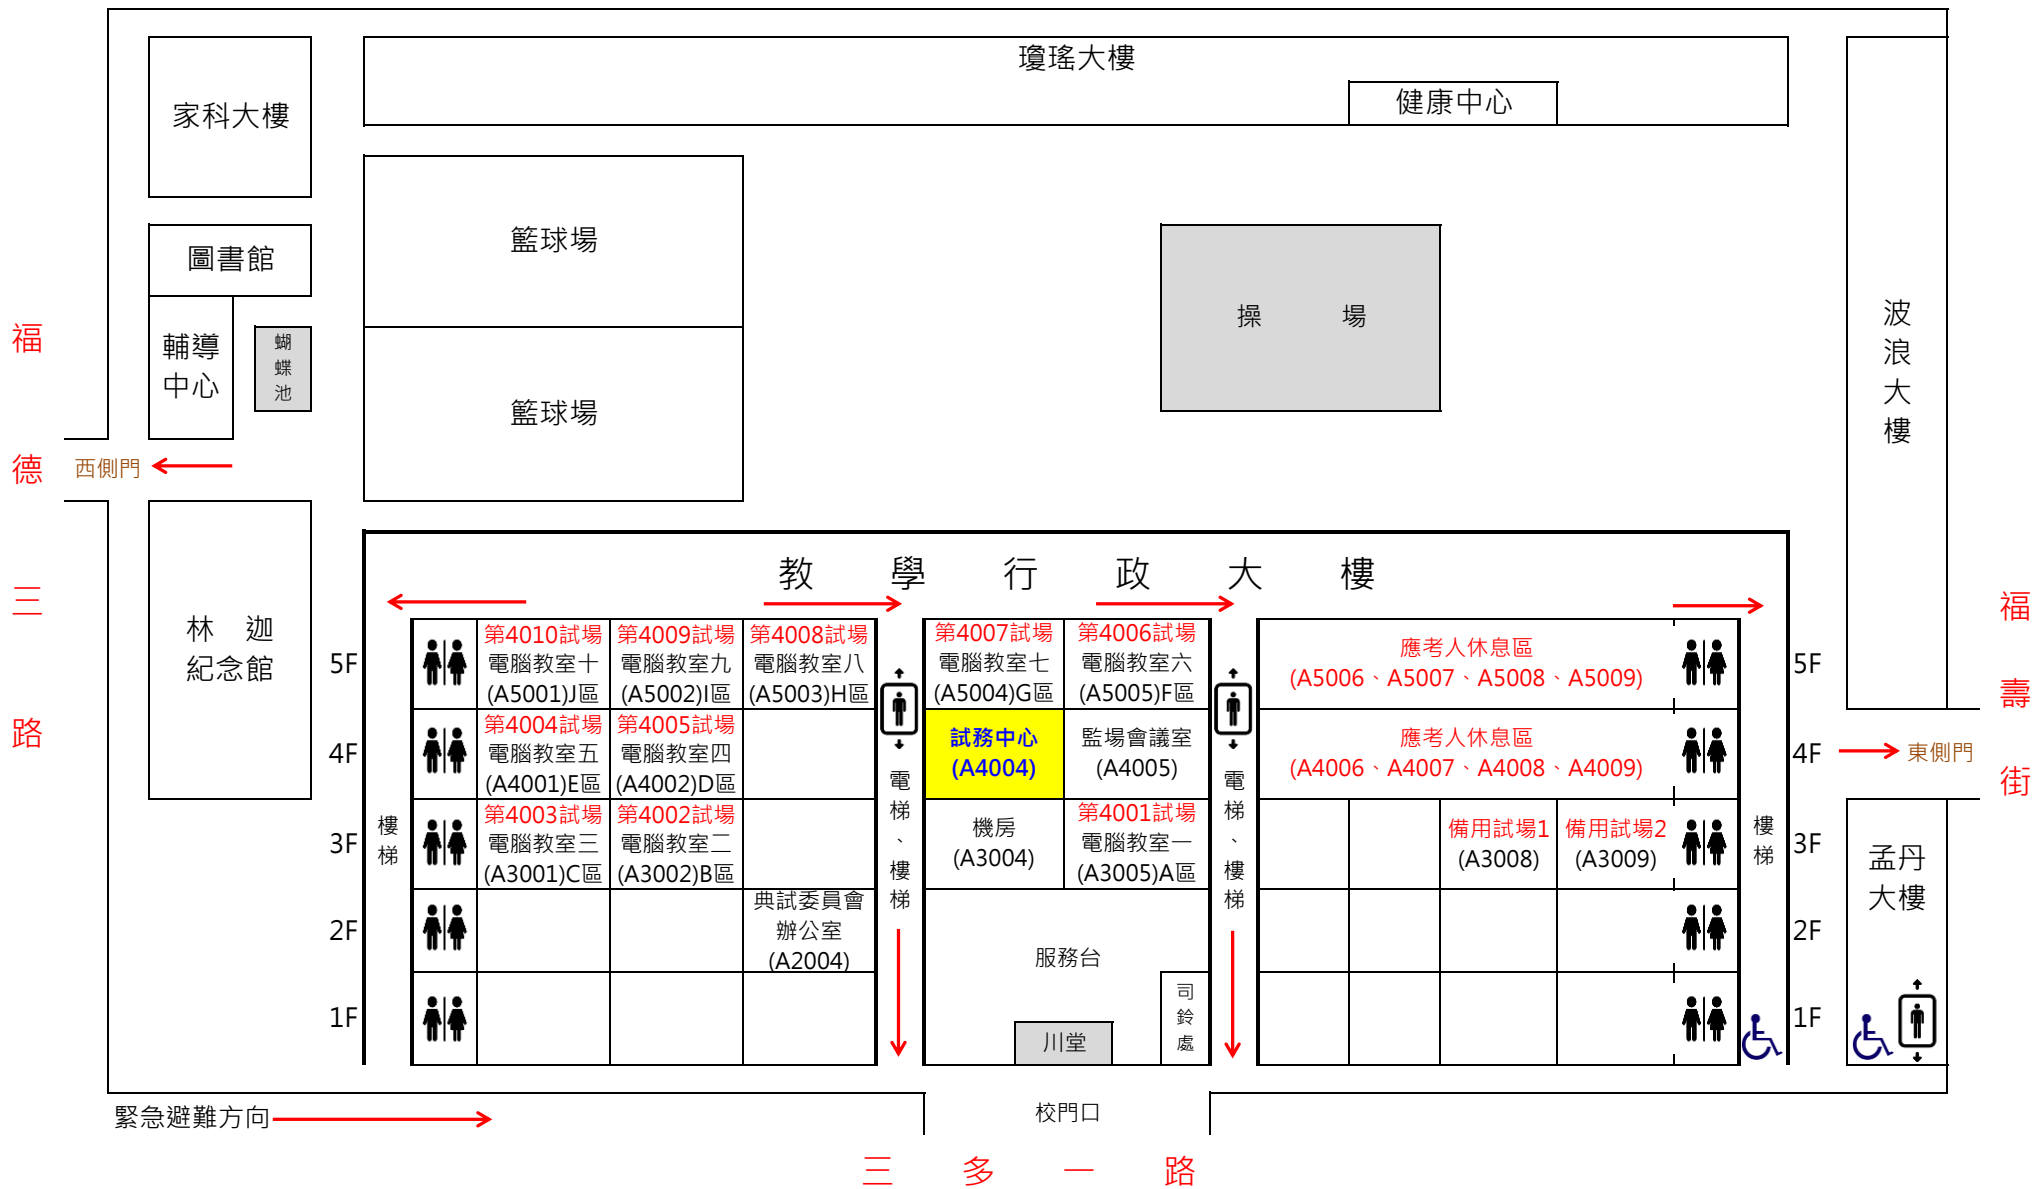 瓊瑤大樓
健康中心
家科大樓
籃球場
圖書館
操 場
輔導
中心
蝴
蝶
池
籃球場
波
浪
大
樓
福
德
三
路
西側門
教 學 行 政 大 樓
林 迦
紀念館
5F
第4010試場
電腦教室十
(A5001)J區
第4009試場
電腦教室九
(A5002)I區
第4008試場
電腦教室八
(A5003)H區
第4007試場
電腦教室七
(A5004)G區
第4006試場
電腦教室六
(A5005)F區
應考人休息區
(A5006、A5007、A5008、A5009)
5F
4F
第4004試場
電腦教室五
(A4001)E區
第4005試場
電腦教室四
(A4002)D區
試務中心
(A4004)
監場會議室
(A4005)
應考人休息區
(A4006、A4007、A4008、A4009)
4F
東側門
福
壽
街
樓
梯
3F
第4003試場
電腦教室三
(A3001)C區
第4002試場
電腦教室二
(A3002)B區
電
梯
、
樓
梯
機房
(A3004)
第4001試場
電腦教室一
(A3005)A區
電
梯
、
樓
梯
備用試場1
(A3008)
備用試場2
(A3009)
樓
梯
3F
孟丹
大樓
2F
典試委員會
辦公室
(A2004)
服務台
2F
1F
川堂
司
鈴
處
1F
緊急避難方向
校門口
三 多 一 路